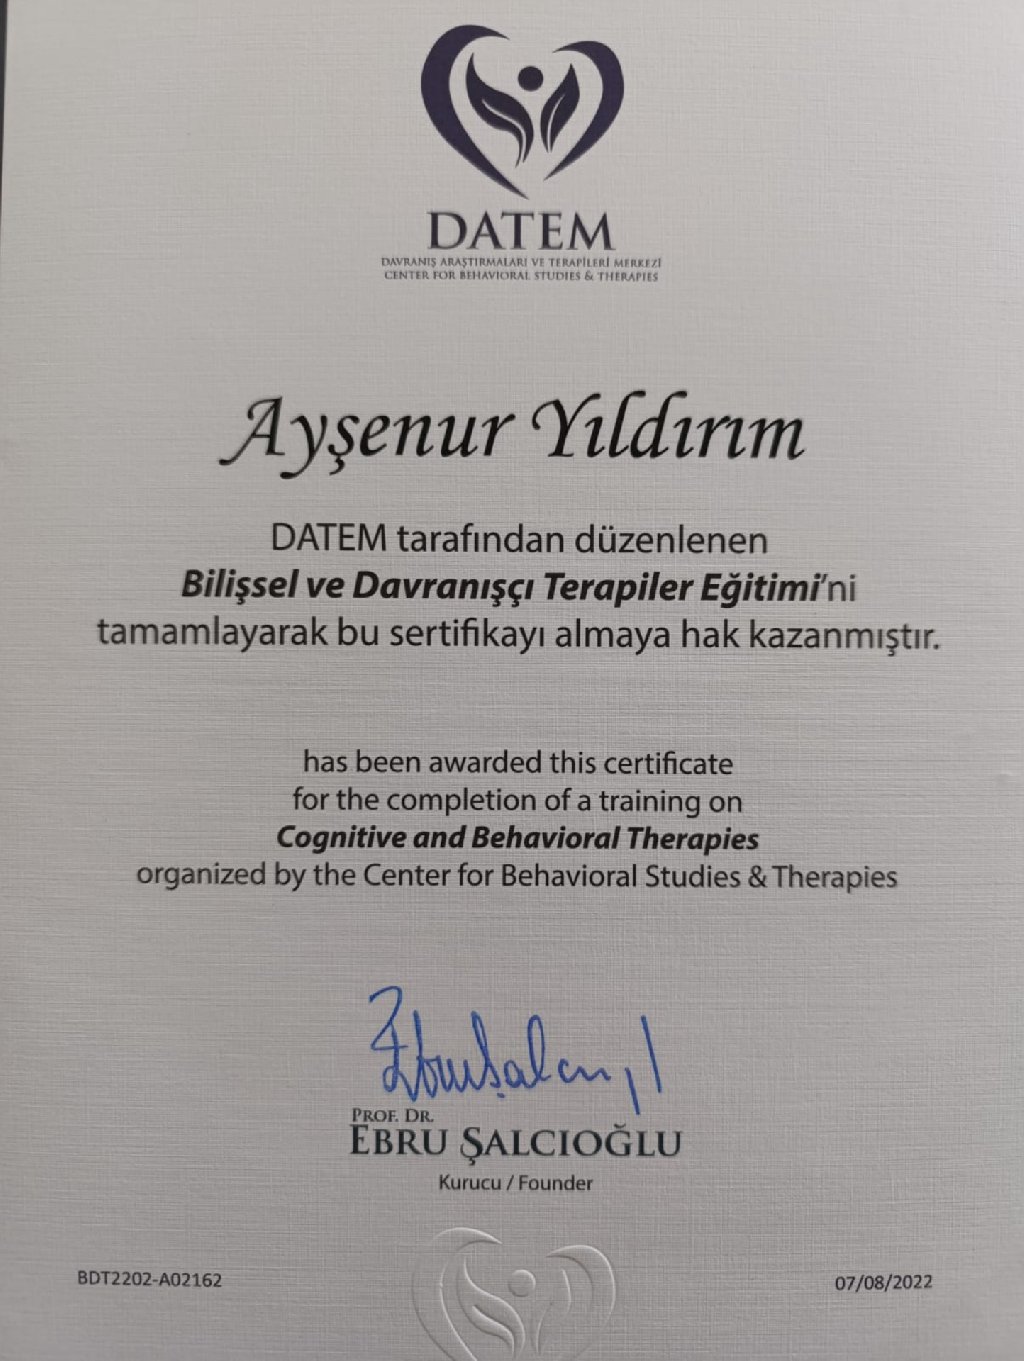 DATEM
DAVRANIŞ ARAŞTIRMALARI VE TERAPİLERİ MERKEZİ
CENTER FOR BEHAVIORAL STUDIES & THERAPIES
Ayşenur Yıldırım
DATEM tarafından düzenlenen
Bilişsel ve Davranışçı Terapiler Eğitimi’ni
tamamlayarak bu sertifikayı almaya hak kazanmıştır.
has been awarded this certificate
for the completion of a training on
Cognitive and Behavioral Therapies
organized by the Center for Behavioral Studies & Therapies
Ebru Şalcıoğlu
PROF. DR.
EBRU ŞALCIOĞLU
Kurucu / Founder
BDT2202-A02162
07/08/2022